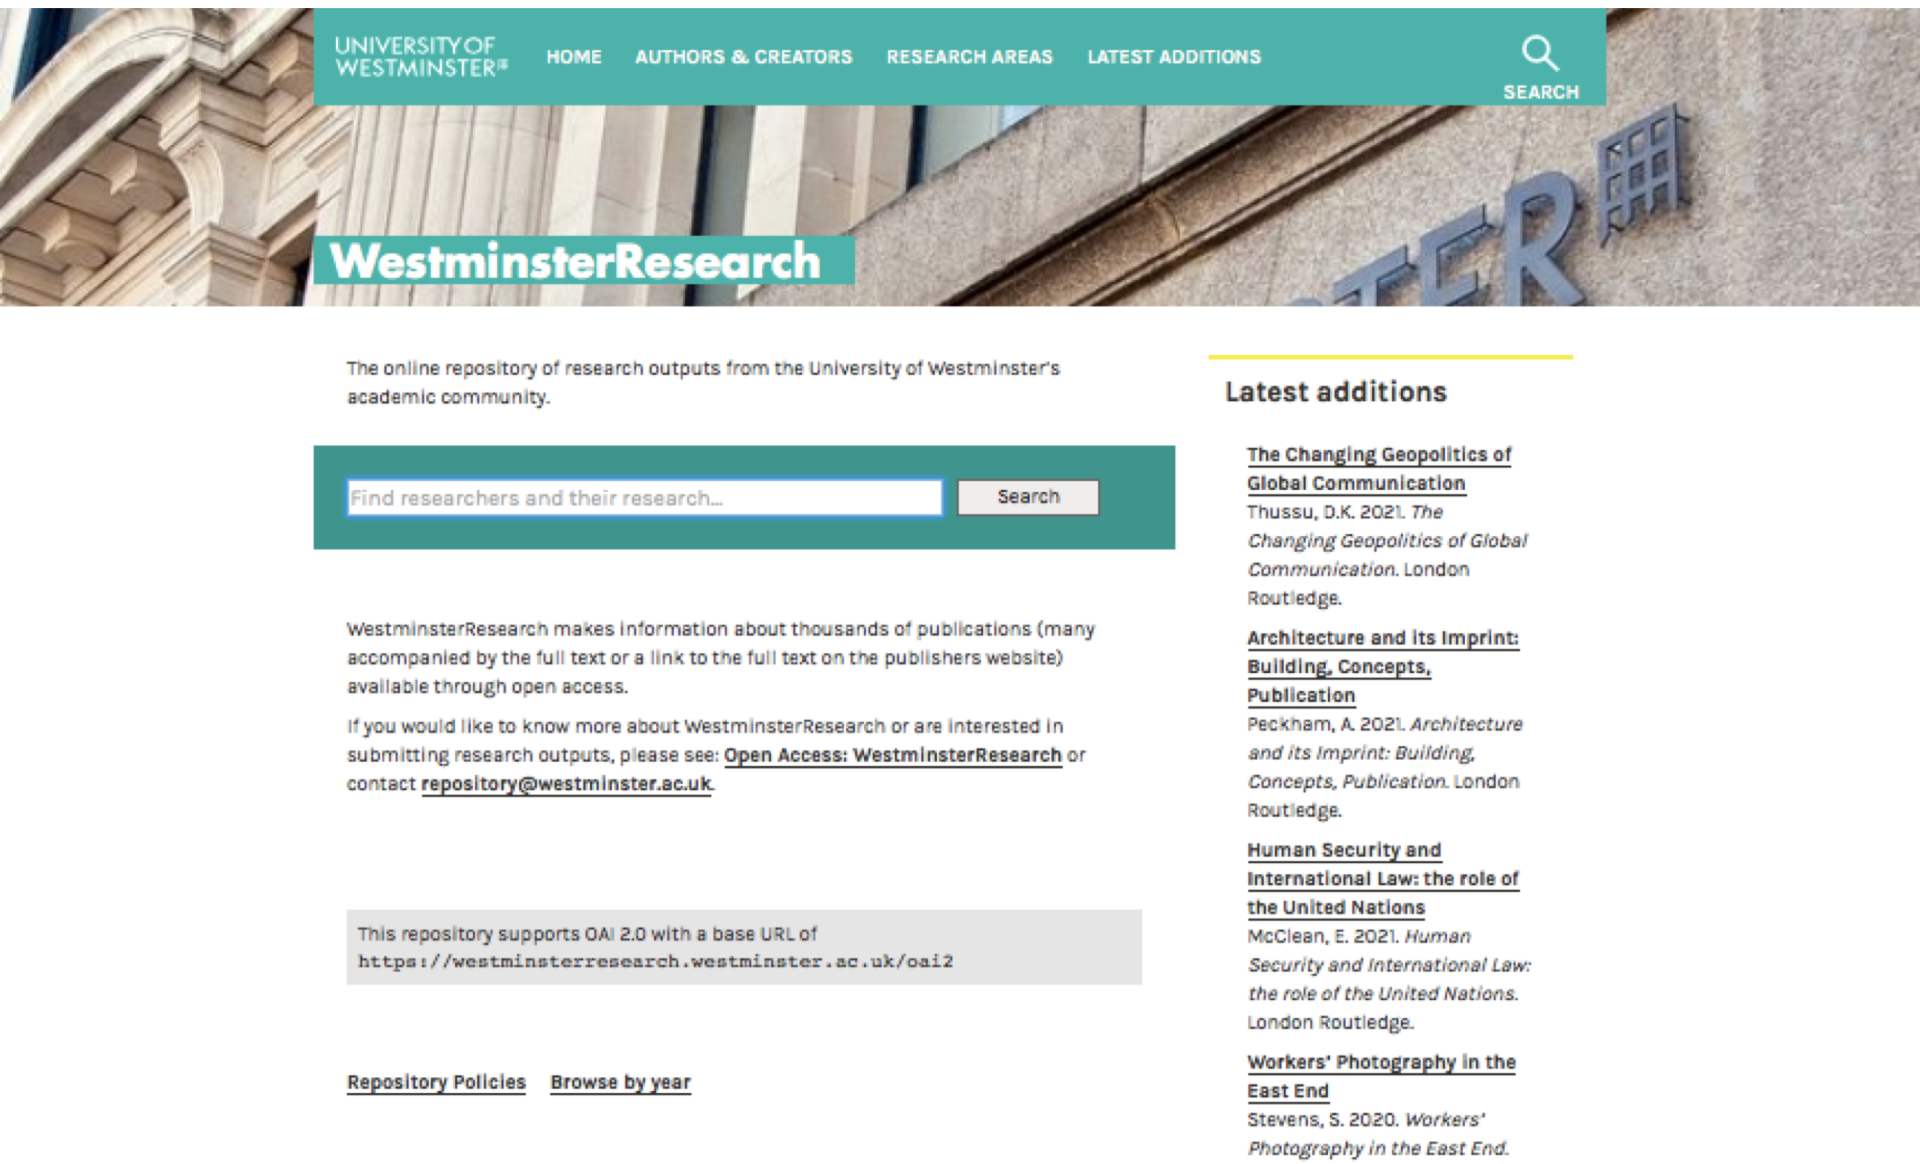 UNIVERSITY OF
WESTMINSTER
HOME AUTHORS & CREATORS RESEARCH AREAS LATEST ADDITIONS
SEARCH
STER
WestminsterResearch
The online repository of research outputs from the University of Westminster's
academic community.
Find researchers and their research...
Search
WestminsterResearch makes information about thousands of publications (many
accompanied by the full text or a link to the full text on the publishers website)
available through open access.
If you would like to know more about WestminsterResearch or are interested in
submitting research outputs, please see: Open Access: WestminsterResearch or
contact repository@westminster.ac.uk.
This repository supports OAI 2.0 with a base URL of
https://westminsterresearch.westminster.ac.uk/oai2
Repository Policies Browse by year
Latest additions
The Changing Geopolitics of
Global Communication
Thussu, D.K. 2021. The
Changing Geopolitics of Global
Communication. London
Routledge.
Architecture and its Imprint:
Building, Concepts,
Publication
Peckham, A. 2021. Architecture
and its Imprint: Building,
Concepts, Publication. London
Routledge.
Human Security and
International Law: the role of
the United Nations
McClean, E. 2021. Human
Security and International Law:
the role of the United Nations.
London Routledge.
Workers' Photography in the
East End
Stevens, S. 2020. Workers'
Photography in the East End.